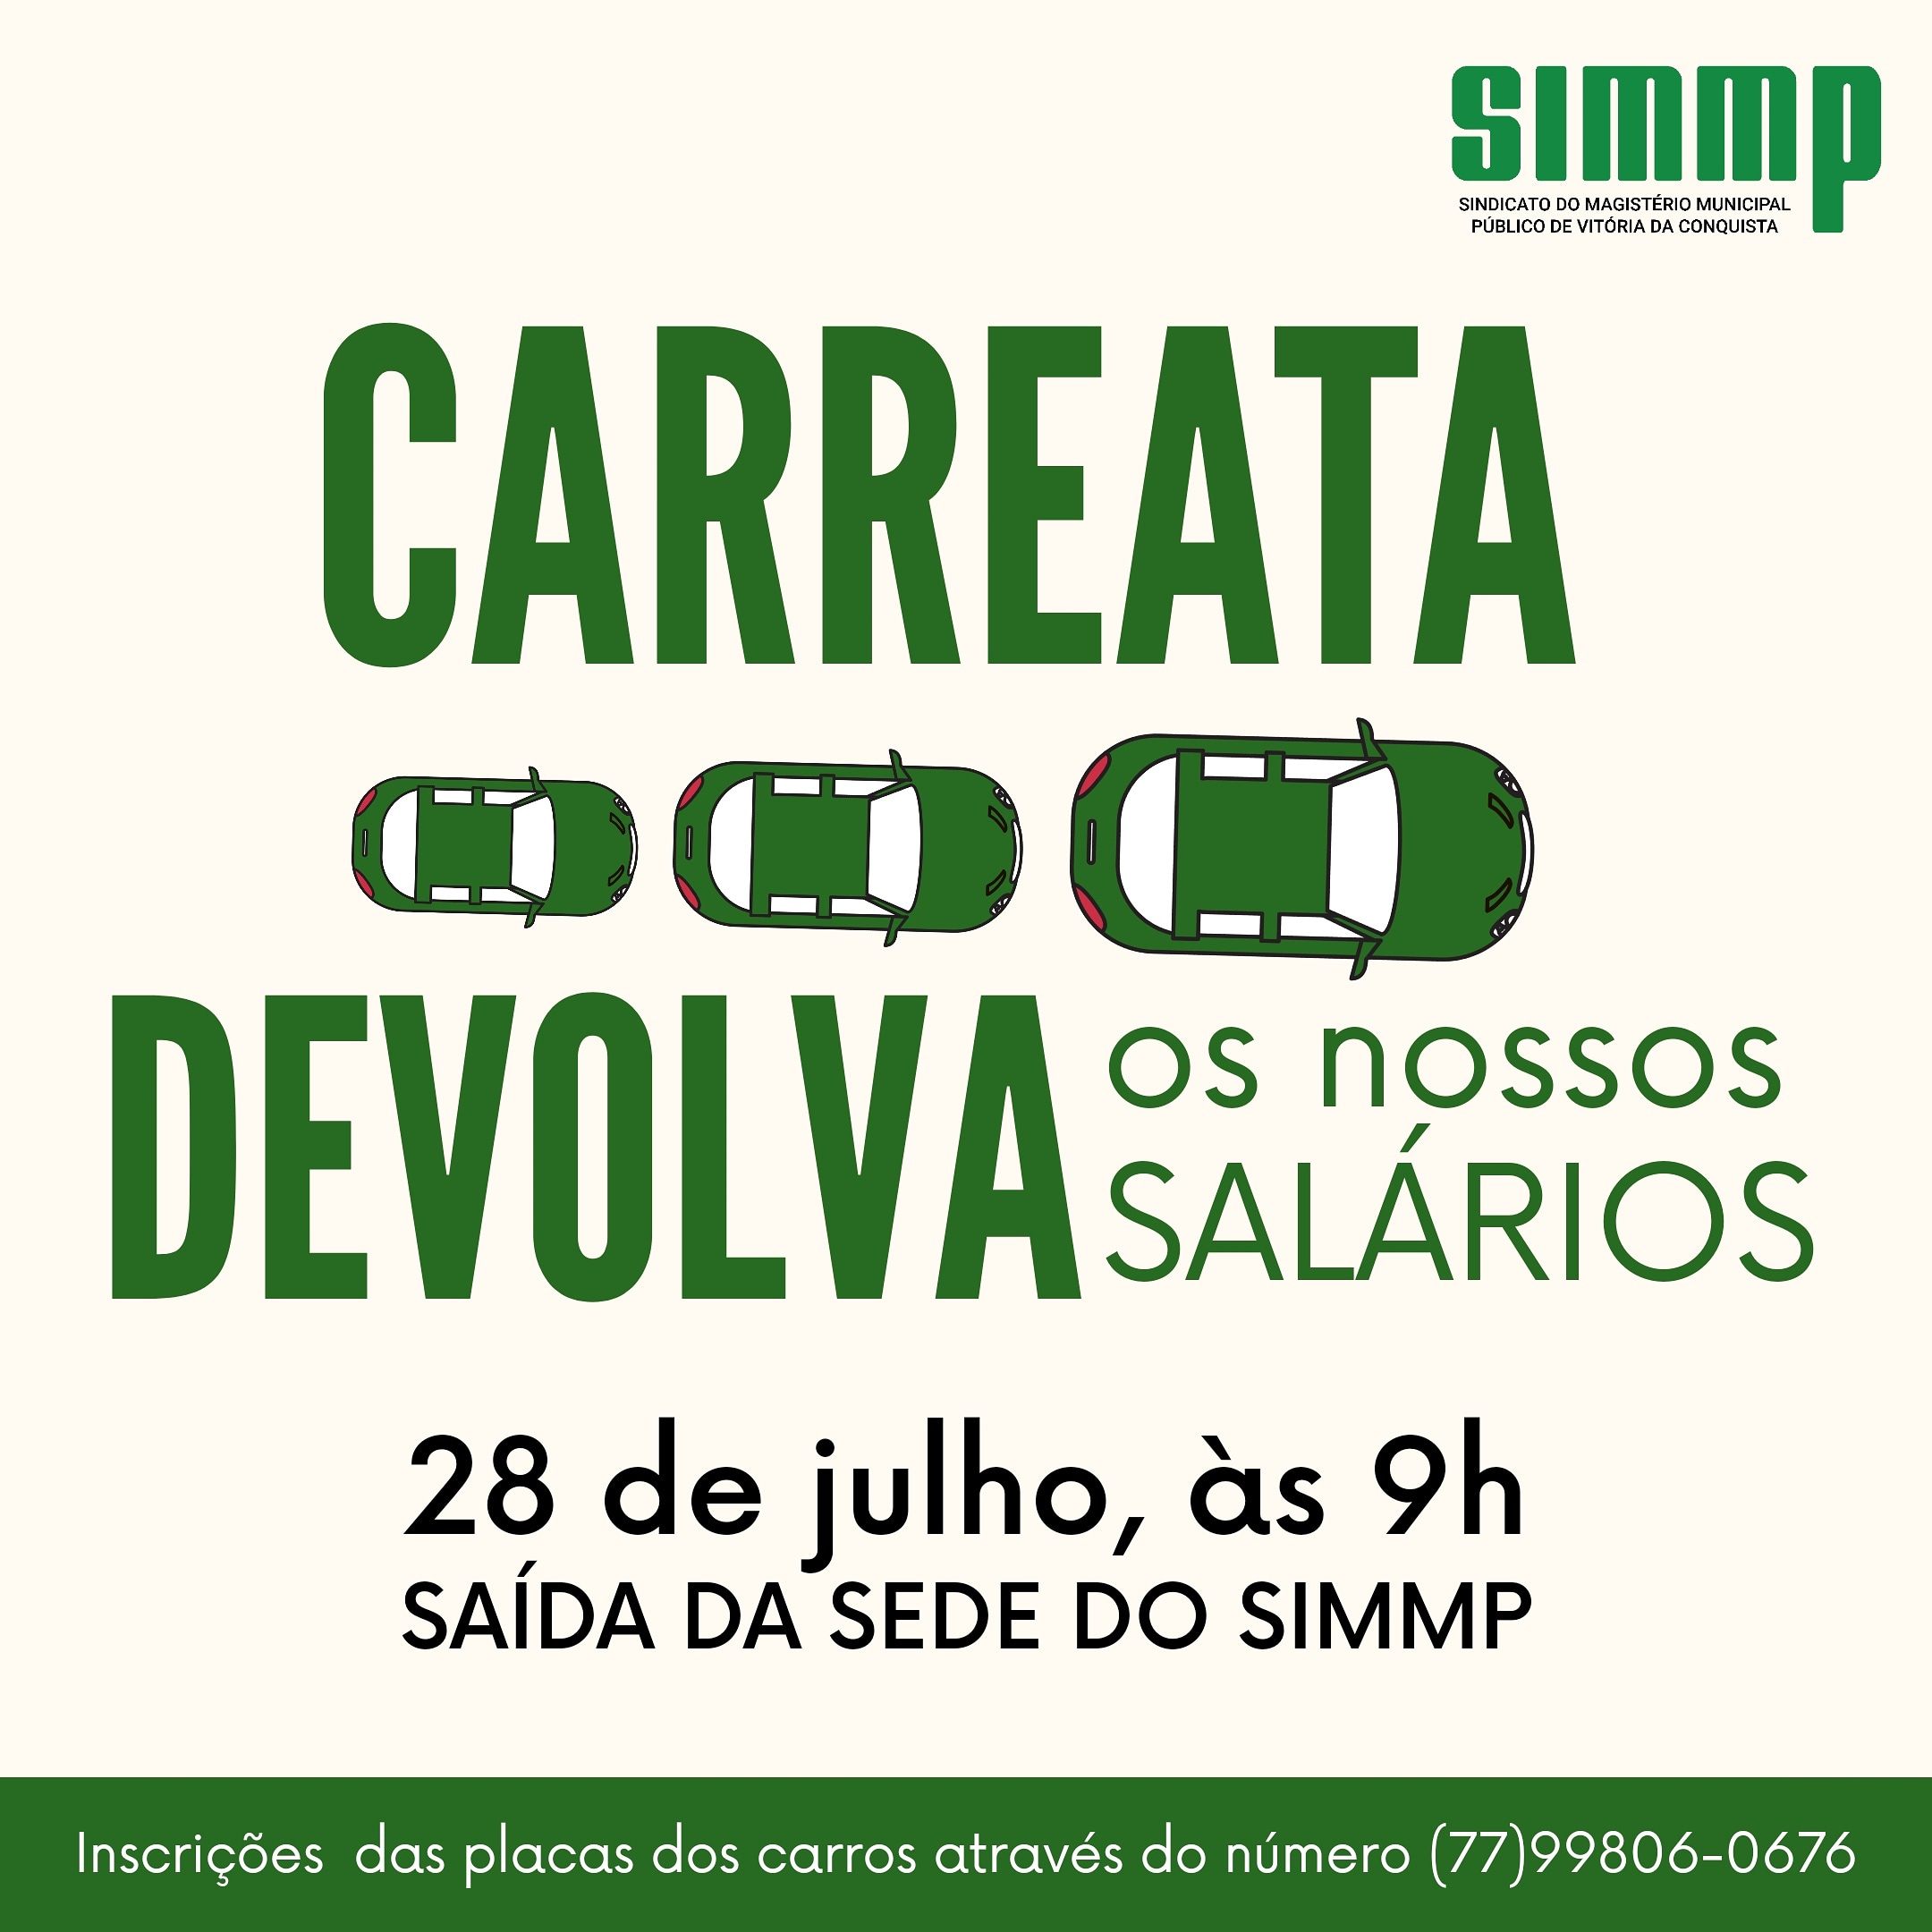 SIMMP
SINDICATO DO MAGISTÉRIO MUNICIPAL
PÚBLICO DE VITÓRIA DA CONQUISTA
CARREATA
DEVOLVA os nossos
SALÁRIOS
28 de julho, às 9h
SAÍDA DA SEDE DO SIMMP
Inscrições das placas dos carros através do número (77)99806-0676